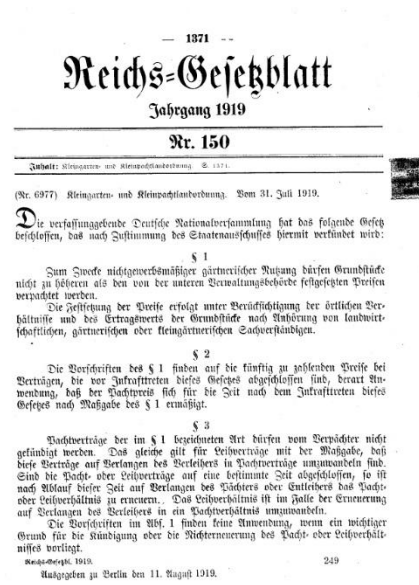 — 1371 --
Reichs-Gesetzblatt
Jahrgang 1919
Nr. 150
Inhalt: Kleingarten- und Kleinpachtlandordnung. S. 1371.
(Nr. 6977) Kleingarten- und Kleinpachtlandordnung. Vom 31. Juli 1919.
Die verfassunggebende Deutsche Nationalversammlung hat das folgende Gesetz
beschlossen, das nach Zustimmung des Staatenausschusses hiermit verkündet wird:
§ 1
Zum Zwecke nichtgewerbsmäßiger gärtnerischer Nutzung dürfen Grundstücke
nicht zu höheren als den von der unteren Verwaltungsbehörde festgesetzten Preisen
verpachtet werden.
Die Festsetzung der Preise erfolgt unter Berücksichtigung der örtlichen Ver-
hältnisse und des Ertragswerts der Grundstücke nach Anhörung von landwirt-
schaftlichen, gärtnerischen oder kleingärtnerischen Sachverständigen.
§ 2
Die Vorschriften des § 1 finden auf die künftig zu zahlenden Preise bei
Verträgen, die vor Inkrafttreten dieses Gesetzes abgeschlossen sind, derart An-
wendung, daß der Pachtpreis sich für die Zeit nach dem Inkrafttreten dieses
Gesetzes nach Maßgabe des § 1 ermäßigt.
§ 3
Pachtverträge der im § 1 bezeichneten Art dürfen vom Verpächter nicht
gekündigt werden. Das gleiche gilt für Leihverträge mit der Maßgabe, daß
diese Verträge auf Verlangen des Verleihers in Pachtverträge umzuwandeln sind.
Sind die Pacht- oder Leihverträge auf eine bestimmte Zeit abgeschlossen, so ist
nach Ablauf dieser Zeit auf Verlangen des Pächters oder Entleihers das Pacht-
oder Leihverhältnis zu erneuern. Das Leihverhältnis ist im Falle der Erneuerung
auf Verlangen des Verleihers in ein Pachtverhältnis umzuwandeln.
Die Vorschriften im Abs. 1 finden keine Anwendung, wenn ein wichtiger
Grund für die Kündigung oder die Nichterneuerung des Pacht- oder Leihverhält-
nisses vorliegt.
Reichs-Gesetzbl. 1919. 249
Ausgegeben zu Berlin den 11. August 1919.